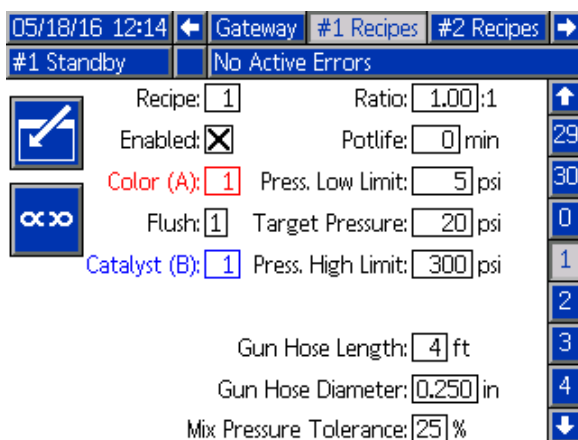 05/18/16 12:14 Gateway #1 Recipes #2 Recipes
#1 Standby No Active Errors
Recipe: 1 Ratio: 1.00 :1
Enabled: Potlife: 0 min
Color (A): 1 Press. Low Limit: 5 psi
Flush: 1 Target Pressure: 20 psi
Catalyst (B): 1 Press. High Limit: 300 psi
Gun Hose Length: 4 ft
Gun Hose Diameter: 0.250 in
Mix Pressure Tolerance: 25 %
29
30
0
1
2
3
4